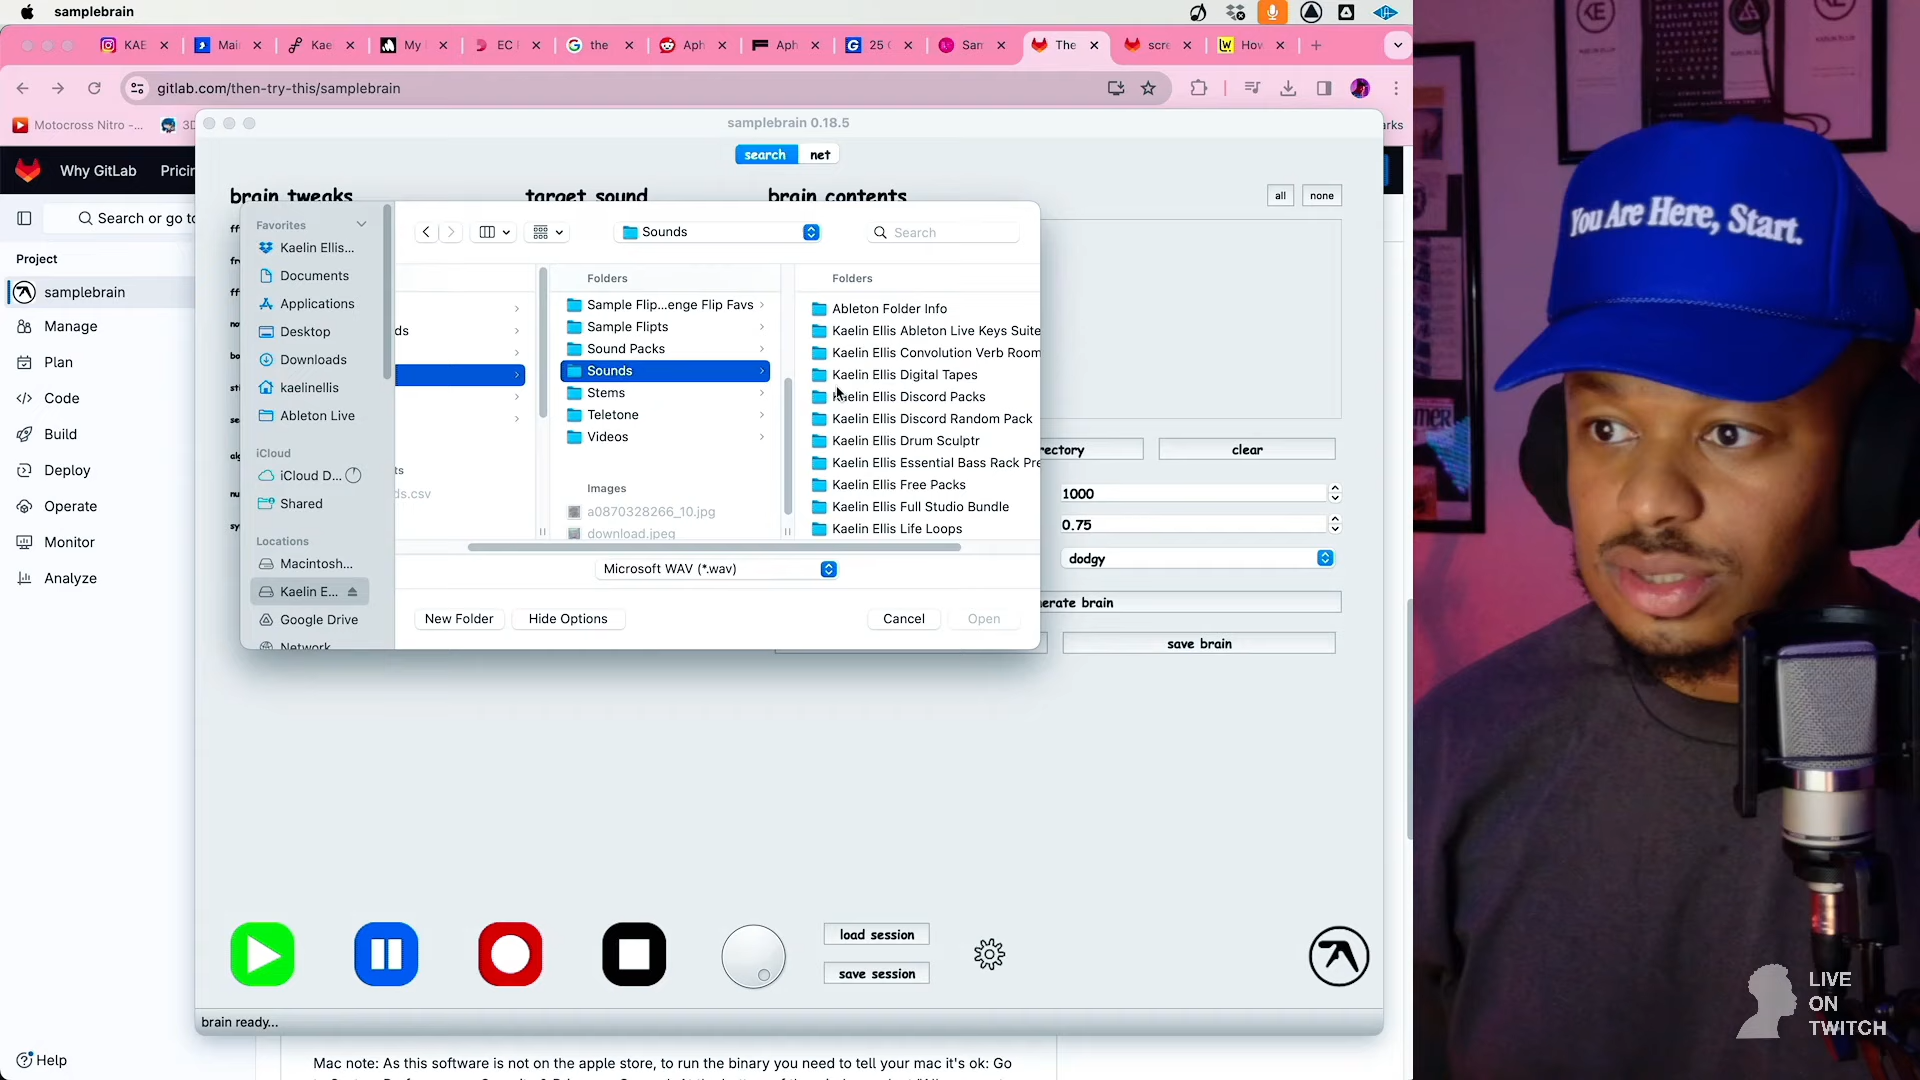 samplebrain
KAE
Mai
Kae
My
EC
the
Aph
Aph
25
San
The
scre
How
gitlab.com/then-try-this/samplebrain
Motocross Nitro -...
arks
samplebrain 0.18.5
search net
Why GitLab
brain tweaks
target sound
brain contents
all
none
Search or go to
Project
samplebrain
Manage
Plan
Code
Build
Deploy
Operate
Monitor
Analyze
Help
Favorites
Kaelin Ellis...
Documents
Applications
Desktop
Downloads
kaelinellis
Ableton Live
iCloud
iCloud D...
Shared
Locations
Macintosh...
Kaelin E...
Google Drive
Network
Sounds
Search
ds
ts
ds.csv
Folders
Sample Flip...enge Flip Favs
Sample Flipts
Sound Packs
Sounds
Stems
Teletone
Videos
Images
a0870328266_10.jpg
download.jpeg
Folders
Ableton Folder Info
Kaelin Ellis Ableton Live Keys Suite
Kaelin Ellis Convolution Verb Room
Kaelin Ellis Digital Tapes
Kaelin Ellis Discord Packs
Kaelin Ellis Discord Random Pack
Kaelin Ellis Drum Sculptr
Kaelin Ellis Essential Bass Rack Pre
Kaelin Ellis Free Packs
Kaelin Ellis Full Studio Bundle
Kaelin Ellis Life Loops
Microsoft WAV (*.wav)
New Folder
Hide Options
Cancel
Open
rectory
clear
1000
0.75
dodgy
nerate brain
save brain
load session
save session
brain ready...
Mac note: As this software is not on the apple store, to run the binary you need to tell your mac it's ok: Go
You Are Here, Start.
LIVE
ON
TWITCH